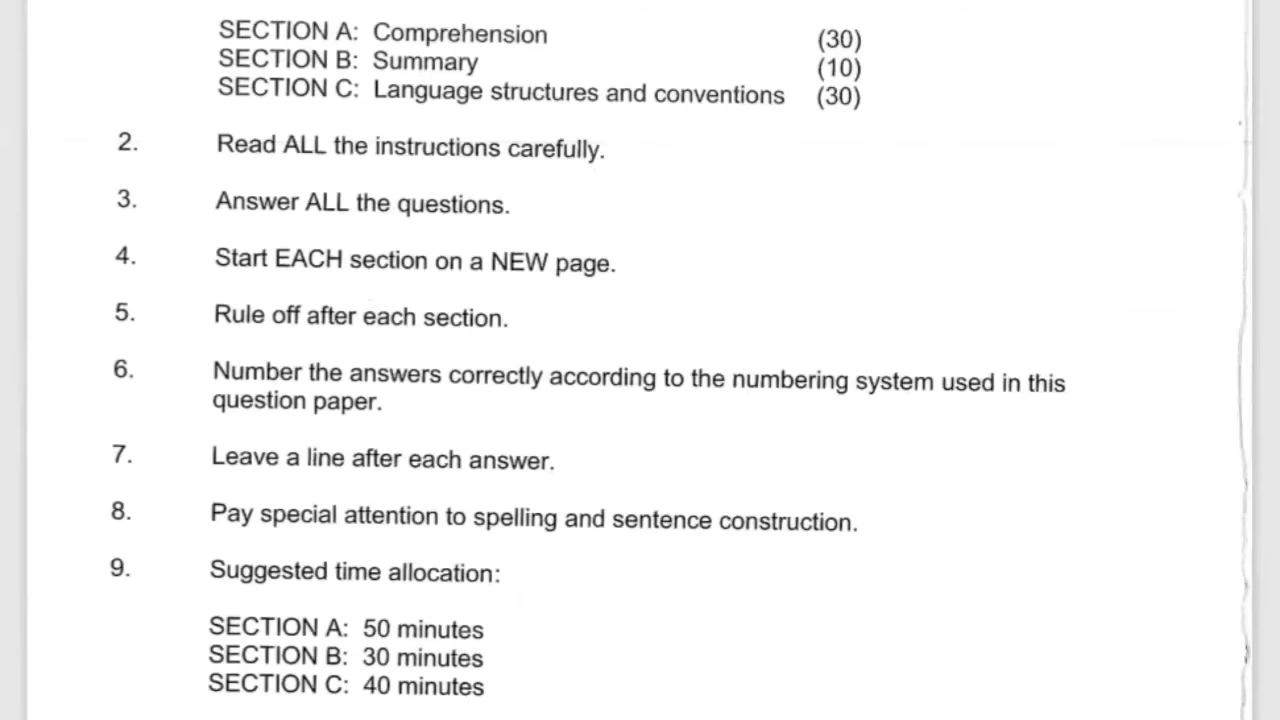 SECTION A: Comprehension (30)
SECTION B: Summary (10)
SECTION C: Language structures and conventions (30)
2. Read ALL the instructions carefully.
3. Answer ALL the questions.
4. Start EACH section on a NEW page.
5. Rule off after each section.
6. Number the answers correctly according to the numbering system used in this
question paper.
7. Leave a line after each answer.
8. Pay special attention to spelling and sentence construction.
9. Suggested time allocation:
SECTION A: 50 minutes
SECTION B: 30 minutes
SECTION C: 40 minutes